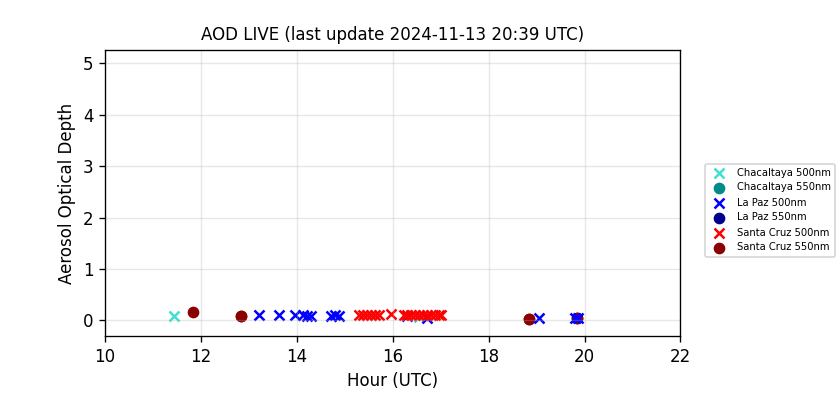 AOD LIVE (last update 2024-11-13 20:39 UTC)
5
4
3
2
1
0
Aerosol Optical Depth
10 12 14 16 18 20 22
Hour (UTC)
Chacaltaya 500nm
Chacaltaya 550nm
La Paz 500nm
La Paz 550nm
Santa Cruz 500nm
Santa Cruz 550nm